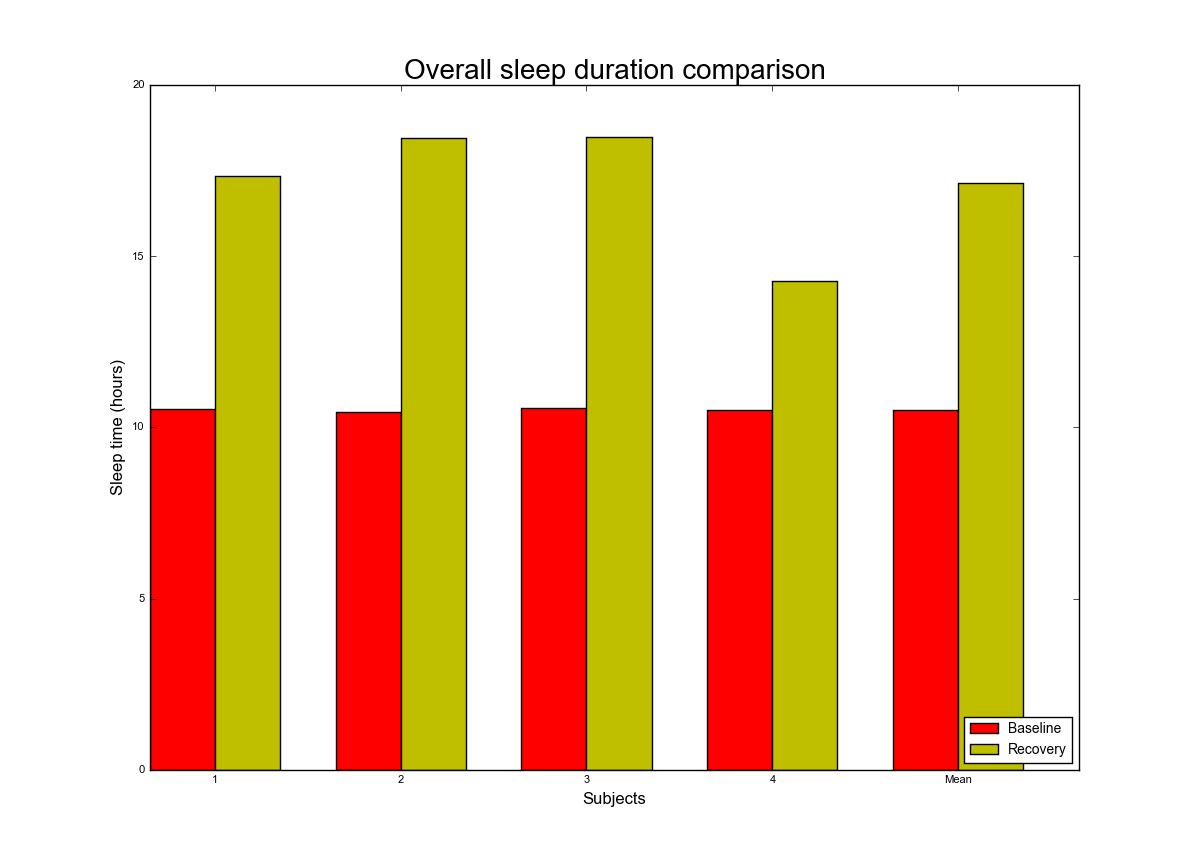 Overall sleep duration comparison
20
15
10
5
0
Sleep time (hours)
1 2 3 4 Mean
Subjects
Baseline
Recovery